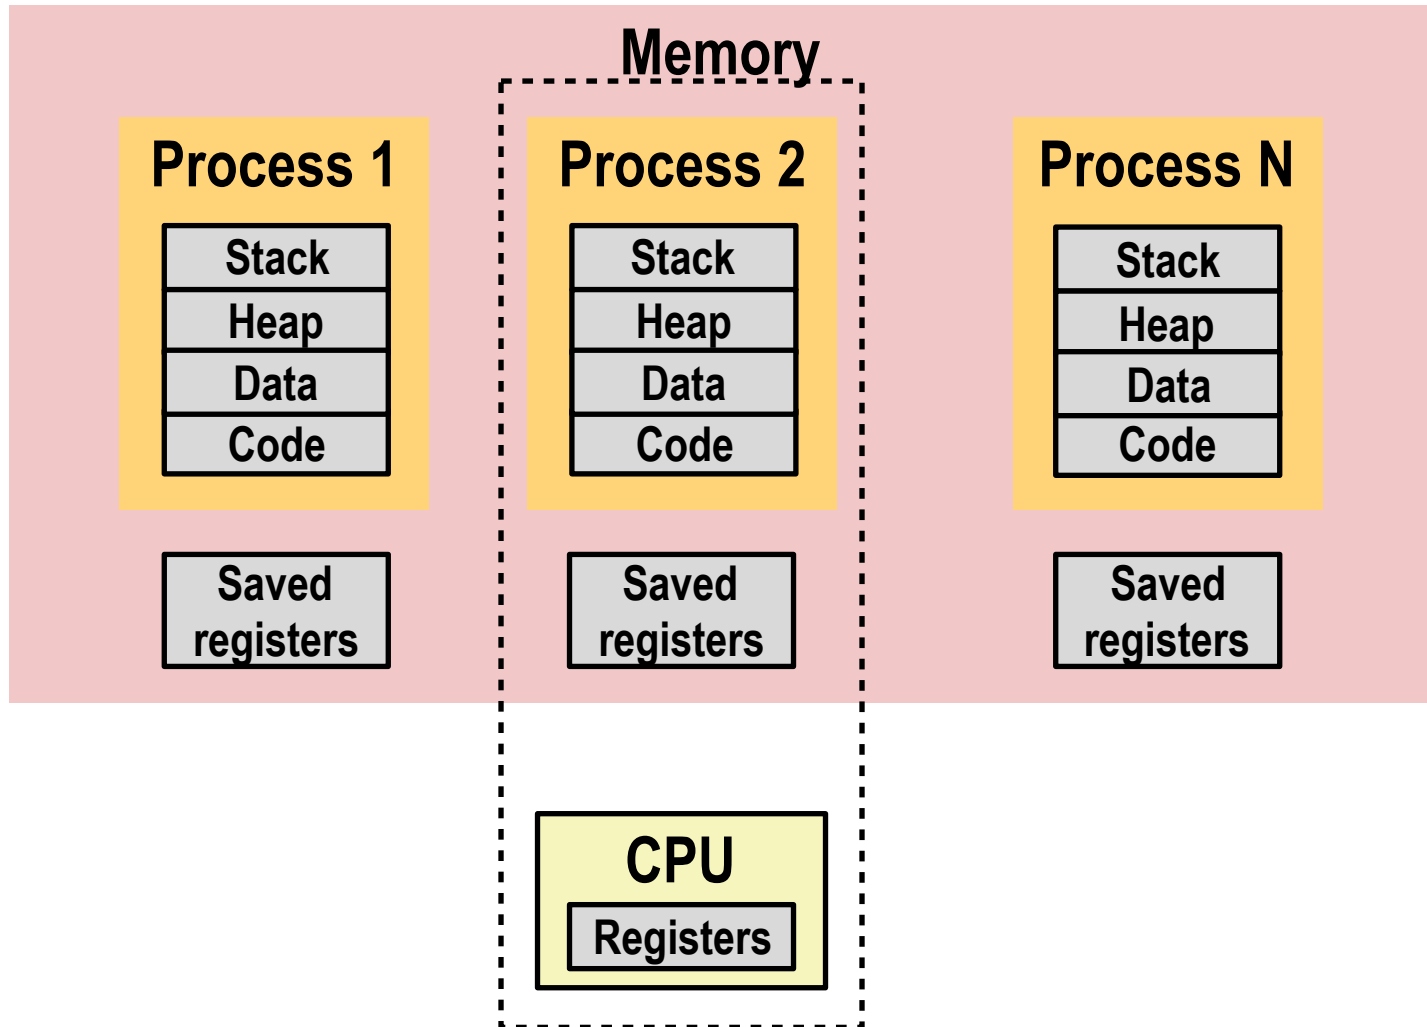 Memory
Process 1
Stack
Heap
Data
Code
Saved
registers
Process 2
Stack
Heap
Data
Code
Saved
registers
Process N
Stack
Heap
Data
Code
Saved
registers
CPU
Registers